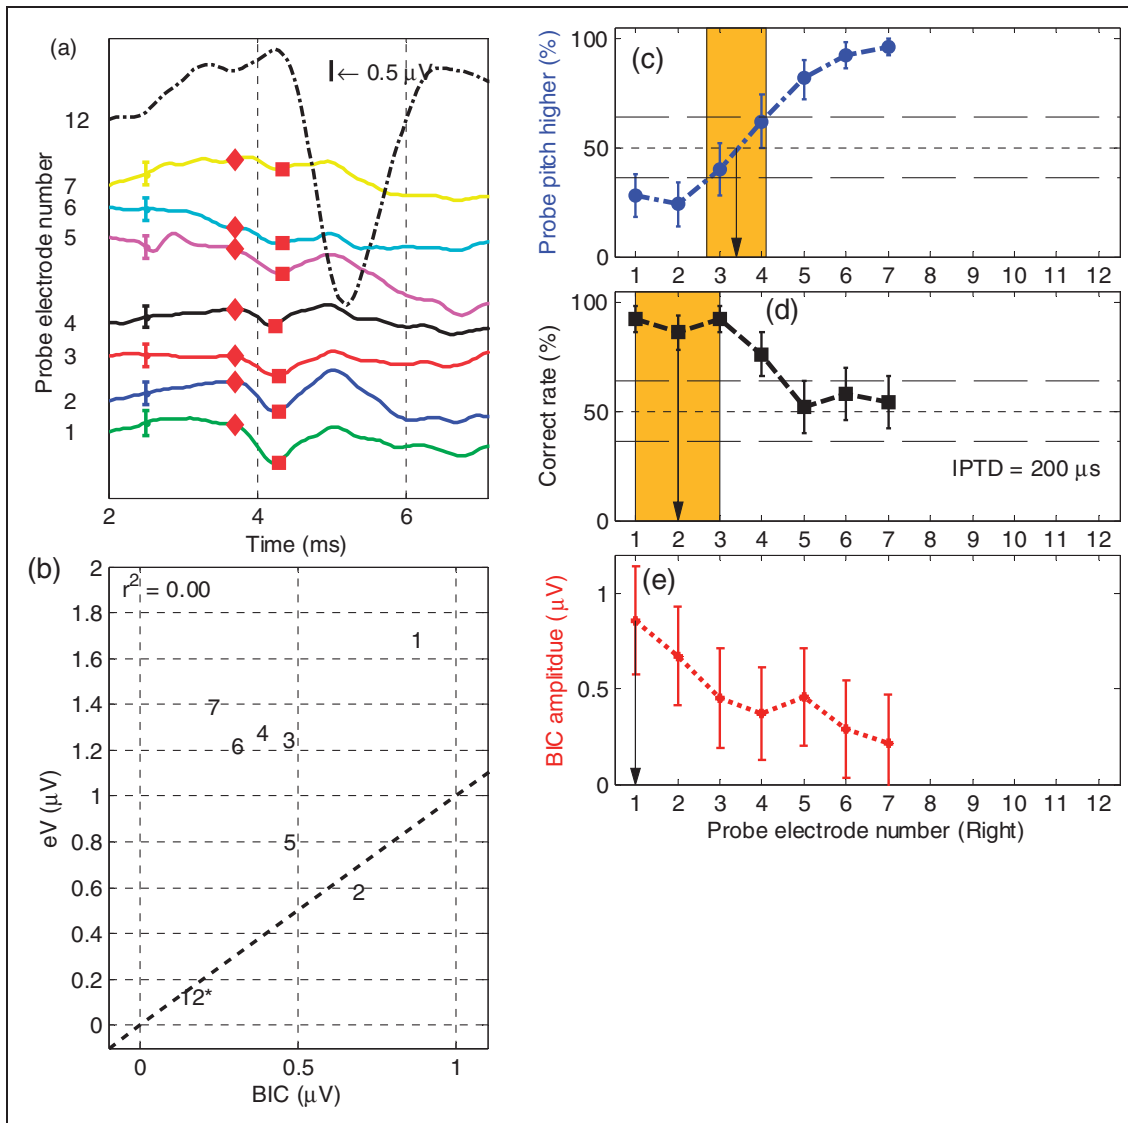 (a)
← 0.5 μV
12
7
6
5
4
3
2
1
Probe electrode number
2 4 6
Time (ms)
(b)
r² = 0.00
2
1.8
1.6
1.4
1.2
1
0.8
0.6
0.4
0.2
0
eV (μV)
1
7
4
3
6
5
2
12*
0 0.5 1
BIC (μV)
(c)
100
50
0
Probe pitch higher (%)
1 2 3 4 5 6 7 8 9 10 11 12
(d)
100
50
0
Correct rate (%)
IPTD = 200 μs
1 2 3 4 5 6 7 8 9 10 11 12
(e)
1
0.5
0
BIC amplitdue (μV)
1 2 3 4 5 6 7 8 9 10 11 12
Probe electrode number (Right)